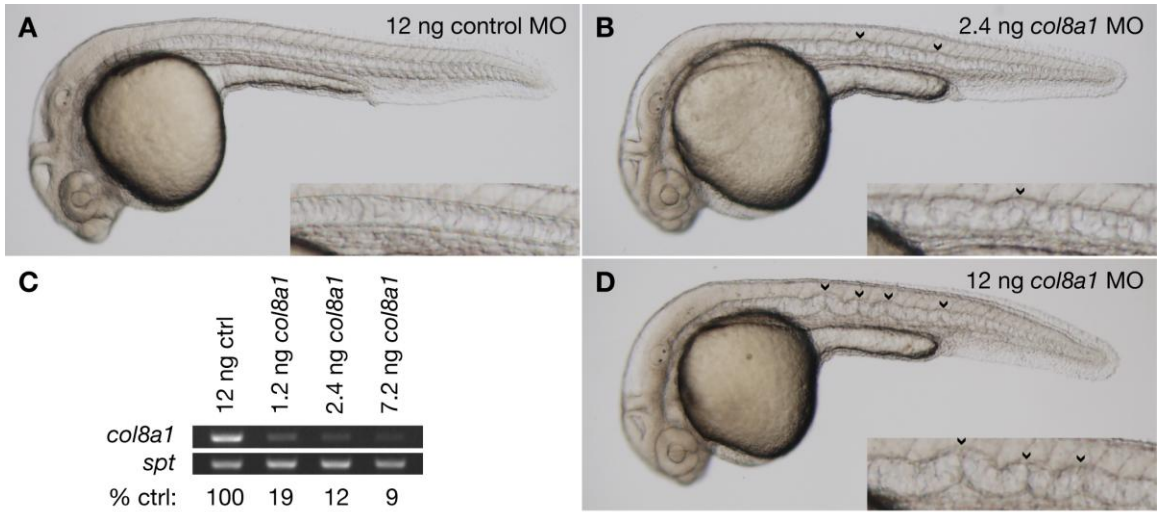 A
12 ng control MO
B
2.4 ng col8a1 MO
C
12 ng ctrl
1.2 ng col8a1
2.4 ng col8a1
7.2 ng col8a1
col8a1
spt
% ctrl: 100 19 12 9
D
12 ng col8a1 MO